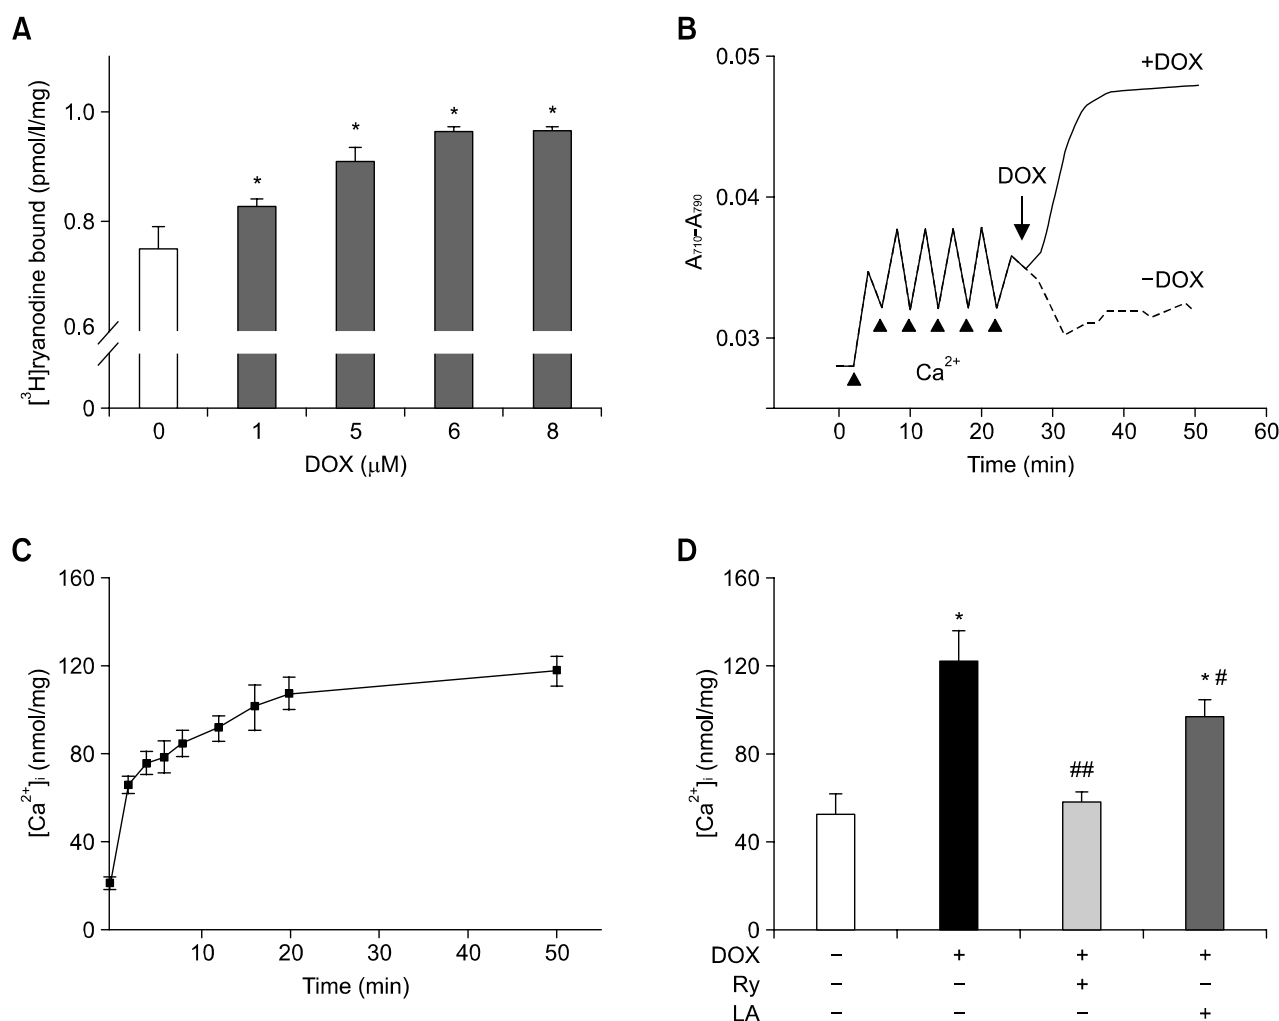 A
[³H]ryanodine bound (pmol/l/mg)
1.0
0.8
0.6
0
* * * *
0 1 5 6 8
DOX (μM)
B
A₇₁₀-A₇₉₀
0.05
0.04
0.03
+DOX
DOX
−DOX
Ca²⁺
0 10 20 30 40 50 60
Time (min)
C
[Ca²⁺]ᵢ (nmol/mg)
160
120
80
40
0
10 20 30 40 50
Time (min)
D
[Ca²⁺]ᵢ (nmol/mg)
160
120
80
40
0
*
##
* #
DOX − + + +
Ry − − + −
LA − − − +